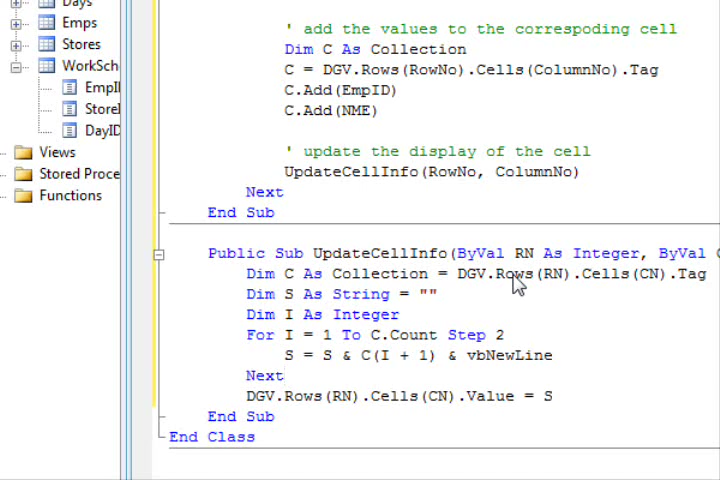 Days
Emps
Stores
WorkSch
EmpI
Store
DayID
Views
Stored Proce
Functions
' add the values to the correspoding cell
Dim C As Collection
C = DGV.Rows(RowNo).Cells(ColumnNo).Tag
C.Add(EmpID)
C.Add(NME)
' update the display of the cell
UpdateCellInfo(RowNo, ColumnNo)
Next
End Sub
Public Sub UpdateCellInfo(ByVal RN As Integer, ByVal
Dim C As Collection = DGV.Rows(RN).Cells(CN).Tag
Dim S As String = ""
Dim I As Integer
For I = 1 To C.Count Step 2
S = S & C(I + 1) & vbNewLine
Next
DGV.Rows(RN).Cells(CN).Value = S
End Sub
End Class